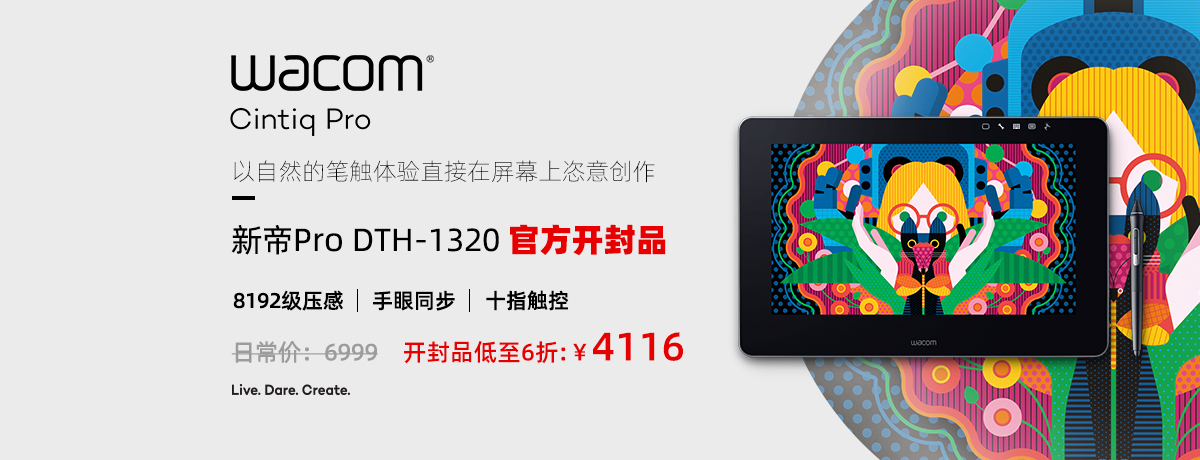 wacom®
Cintiq Pro
以自然的笔触体验直接在屏幕上恣意创作
新帝Pro DTH-1320 官方开封品
8192级压感 | 手眼同步 | 十指触控
日常价：6999 开封品低至6折:￥4116
Live. Dare. Create.
wacom